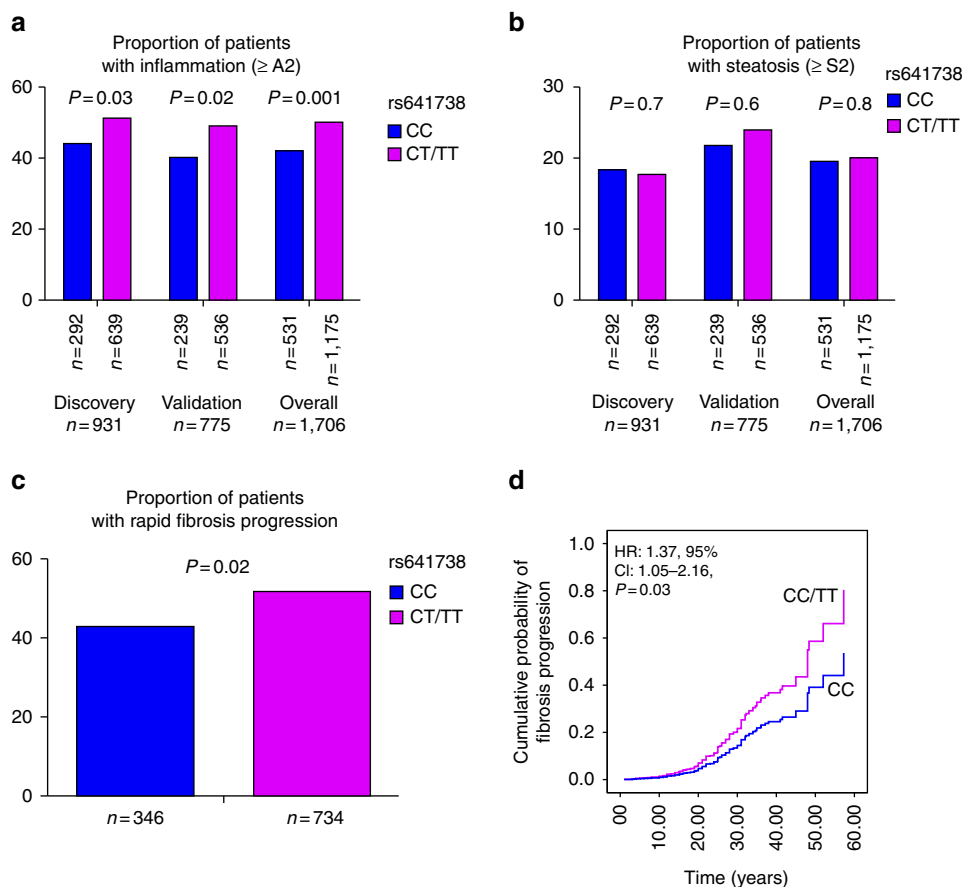 a
Proportion of patients
with inflammation (≥ A2)
60
40
20
0
P=0.03
P=0.02
P=0.001
rs641738
CC
CT/TT
n=292
n=639
n=239
n=536
n=531
n=1,175
Discovery
n=931
Validation
n=775
Overall
n=1,706
b
Proportion of patients
with steatosis (≥ S2)
30
20
10
0
P=0.7
P=0.6
P=0.8
rs641738
CC
CT/TT
n=292
n=639
n=239
n=536
n=531
n=1,175
Discovery
n=931
Validation
n=775
Overall
n=1,706
c
Proportion of patients
with rapid fibrosis progression
60
40
20
0
P=0.02
rs641738
CC
CT/TT
n=346
n=734
d
Cumulative probability of
fibrosis progression
1.0
0.8
0.6
0.4
0.2
0.0
HR: 1.37, 95%
CI: 1.05–2.16,
P=0.03
CC/TT
CC
00
10.00
20.00
30.00
40.00
50.00
60.00
Time (years)